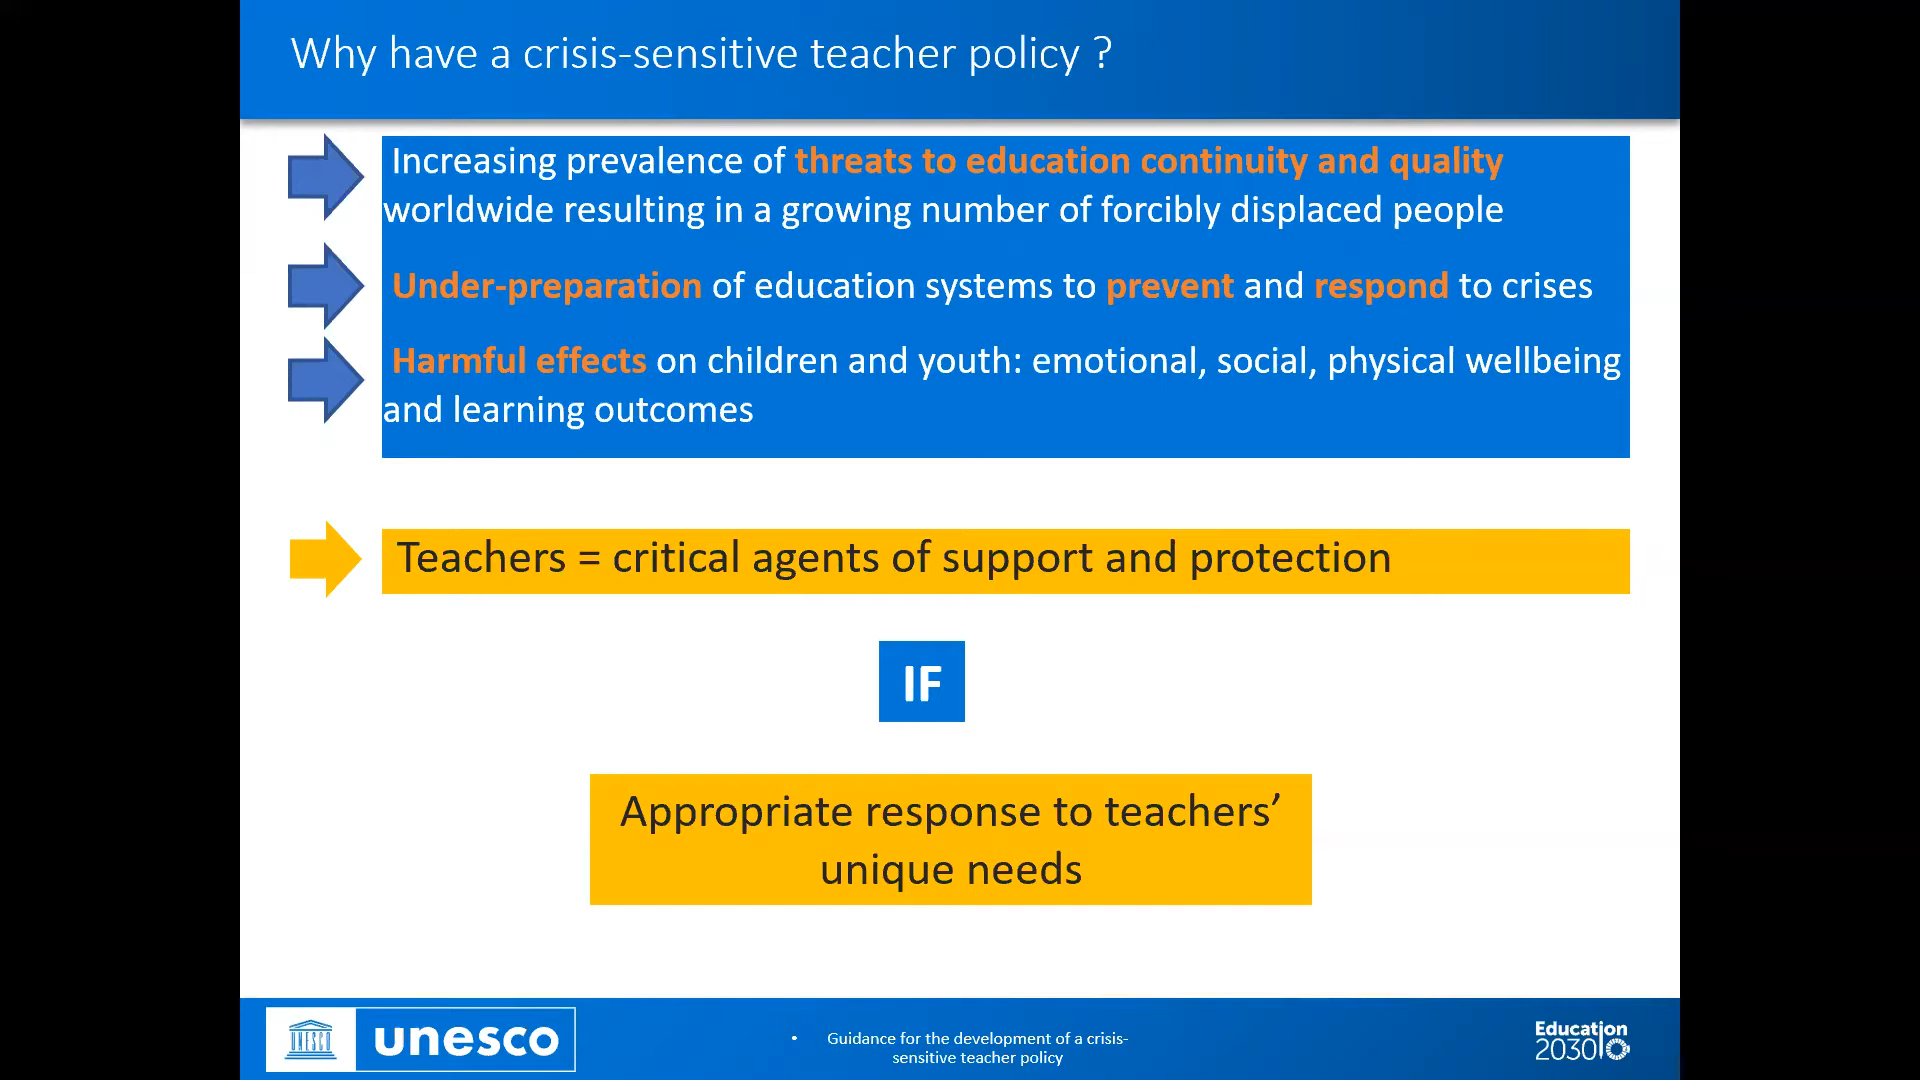 Why have a crisis-sensitive teacher policy ?
Increasing prevalence of threats to education continuity and quality
worldwide resulting in a growing number of forcibly displaced people
Under-preparation of education systems to prevent and respond to crises
Harmful effects on children and youth: emotional, social, physical wellbeing
and learning outcomes
Teachers = critical agents of support and protection
IF
Appropriate response to teachers’
unique needs
UNESCO
unesco
• Guidance for the development of a crisis-
sensitive teacher policy
Education
2030